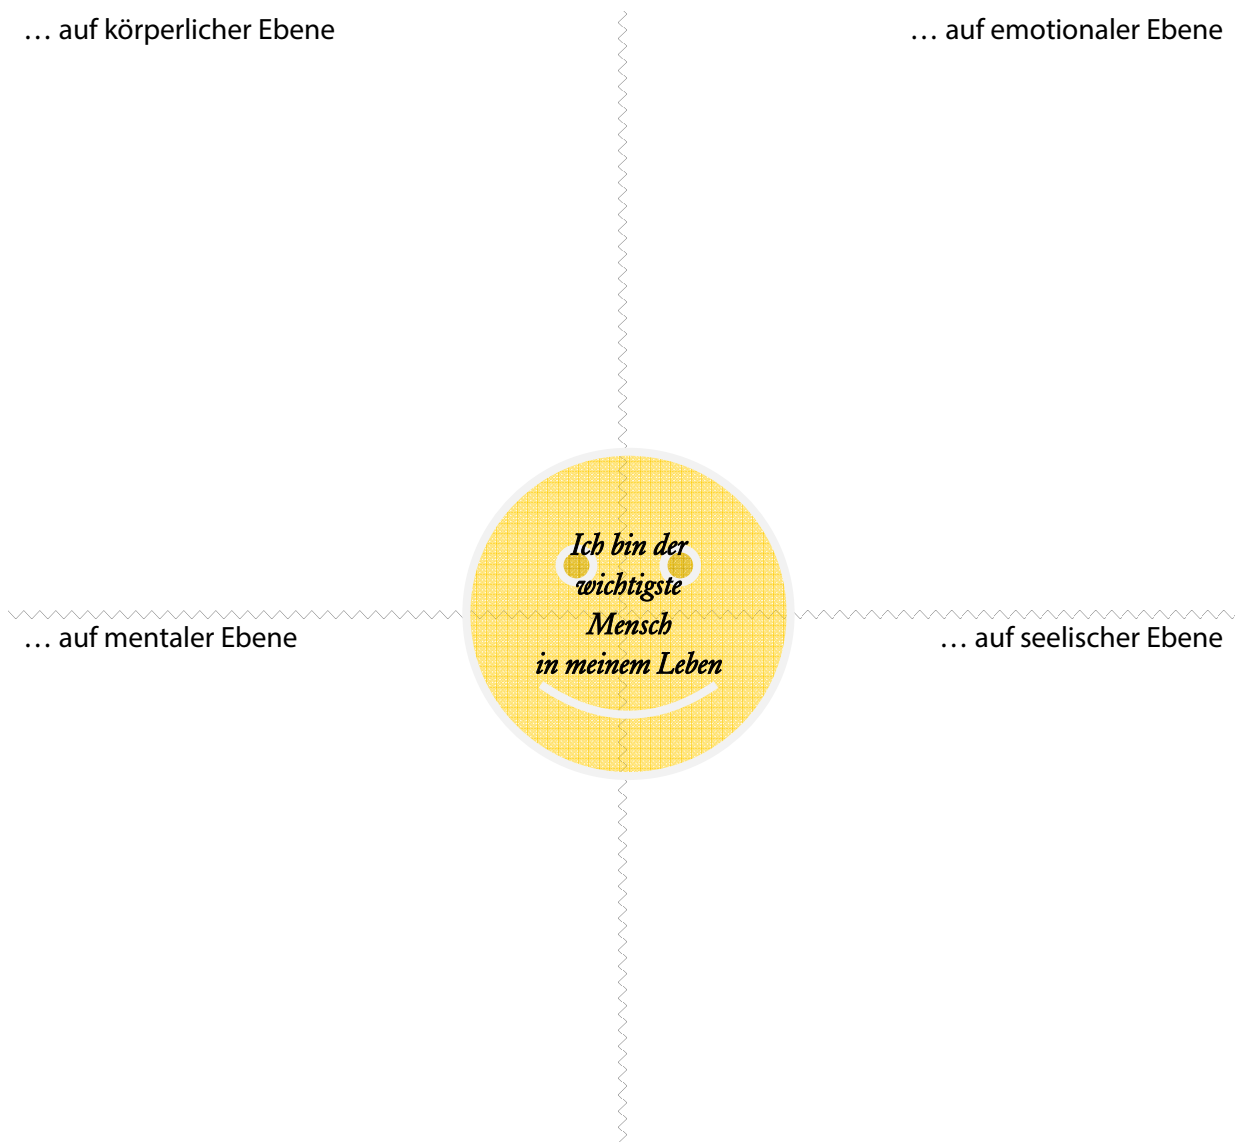 … auf körperlicher Ebene
… auf emotionaler Ebene
Ich bin der
wichtigste
Mensch
in meinem Leben
… auf mentaler Ebene
… auf seelischer Ebene